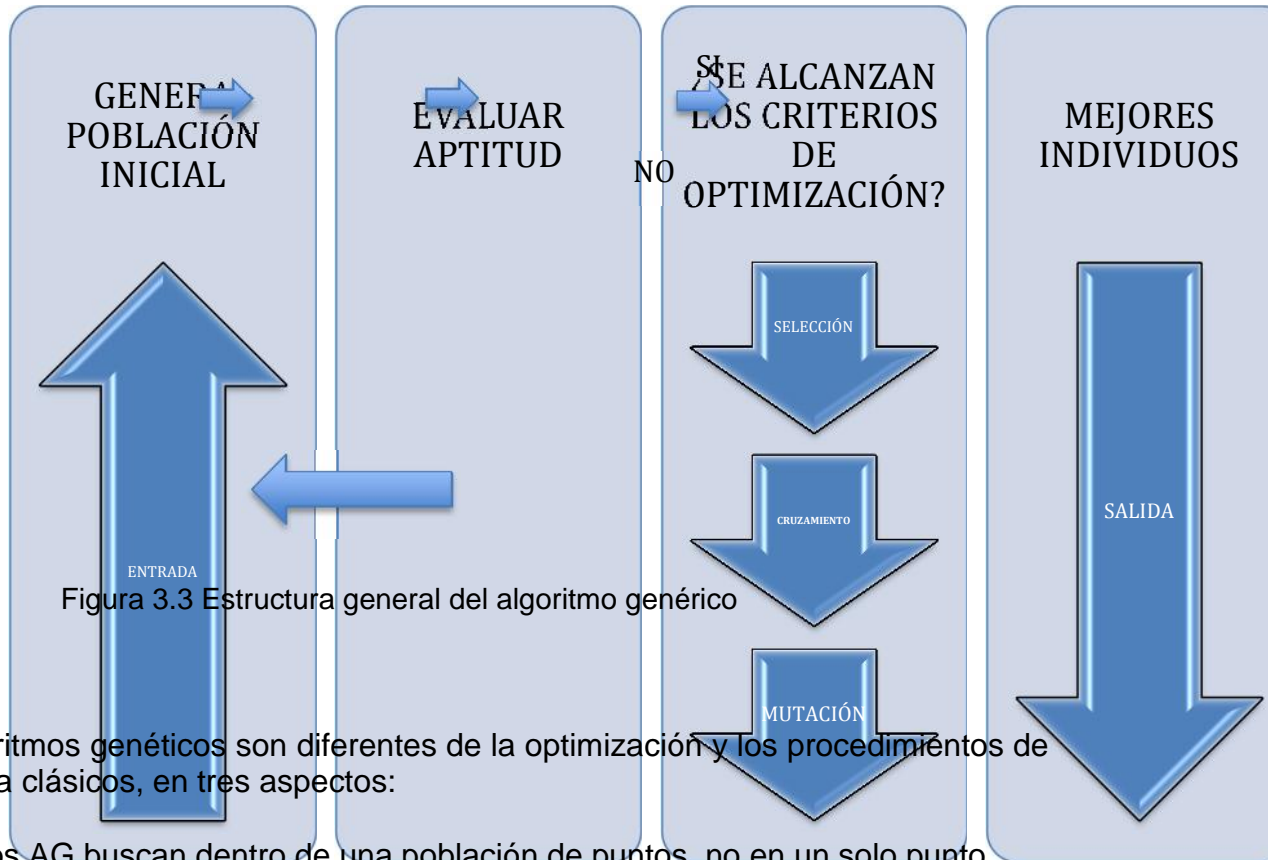 GENERA
POBLACIÓN
INICIAL
EVALUAR
APTITUD
SI
¿SE ALCANZAN
LOS CRITERIOS
DE
OPTIMIZACIÓN?
NO
MEJORES
INDIVIDUOS
SELECCIÓN
CRUZAMIENTO
MUTACIÓN
ENTRADA
SALIDA
Figura 3.3 Estructura general del algoritmo genérico
ritmos genéticos son diferentes de la optimización y los procedimientos de
a clásicos, en tres aspectos:
os AG buscan dentro de una población de puntos, no en un solo punto